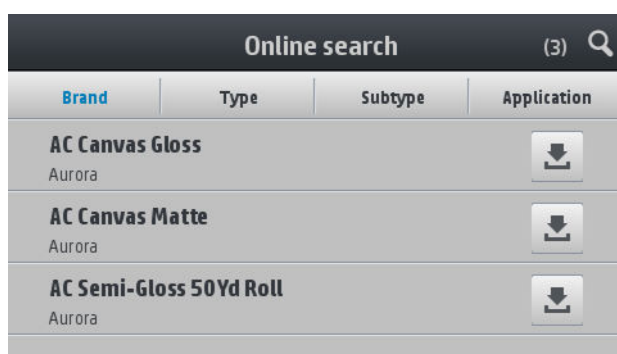 Online search (3)
Brand Type Subtype Application
AC Canvas Gloss
Aurora
AC Canvas Matte
Aurora
AC Semi-Gloss 50Yd Roll
Aurora